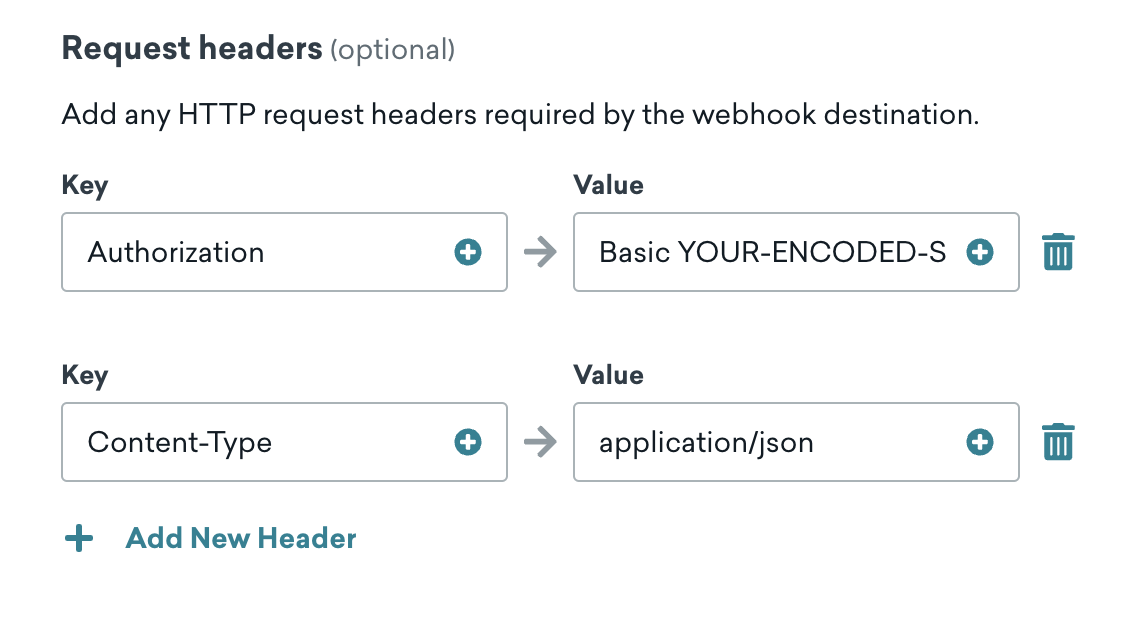 Request headers (optional)
Add any HTTP request headers required by the webhook destination.
Key Value
Authorization Basic YOUR-ENCODED-S
Key Value
Content-Type application/json
Add New Header